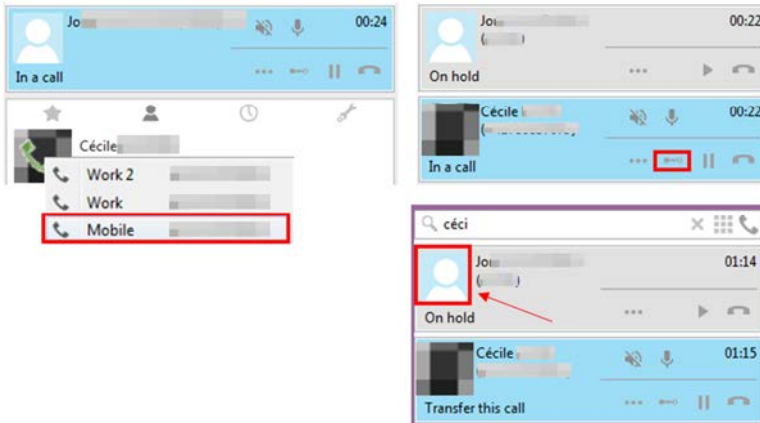 Jo
00:24
In a call
Cécile
Work 2
Work
Mobile
Jo
00:22
On hold
Cécile
00:22
In a call
céci
Jo
01:14
On hold
Cécile
01:15
Transfer this call